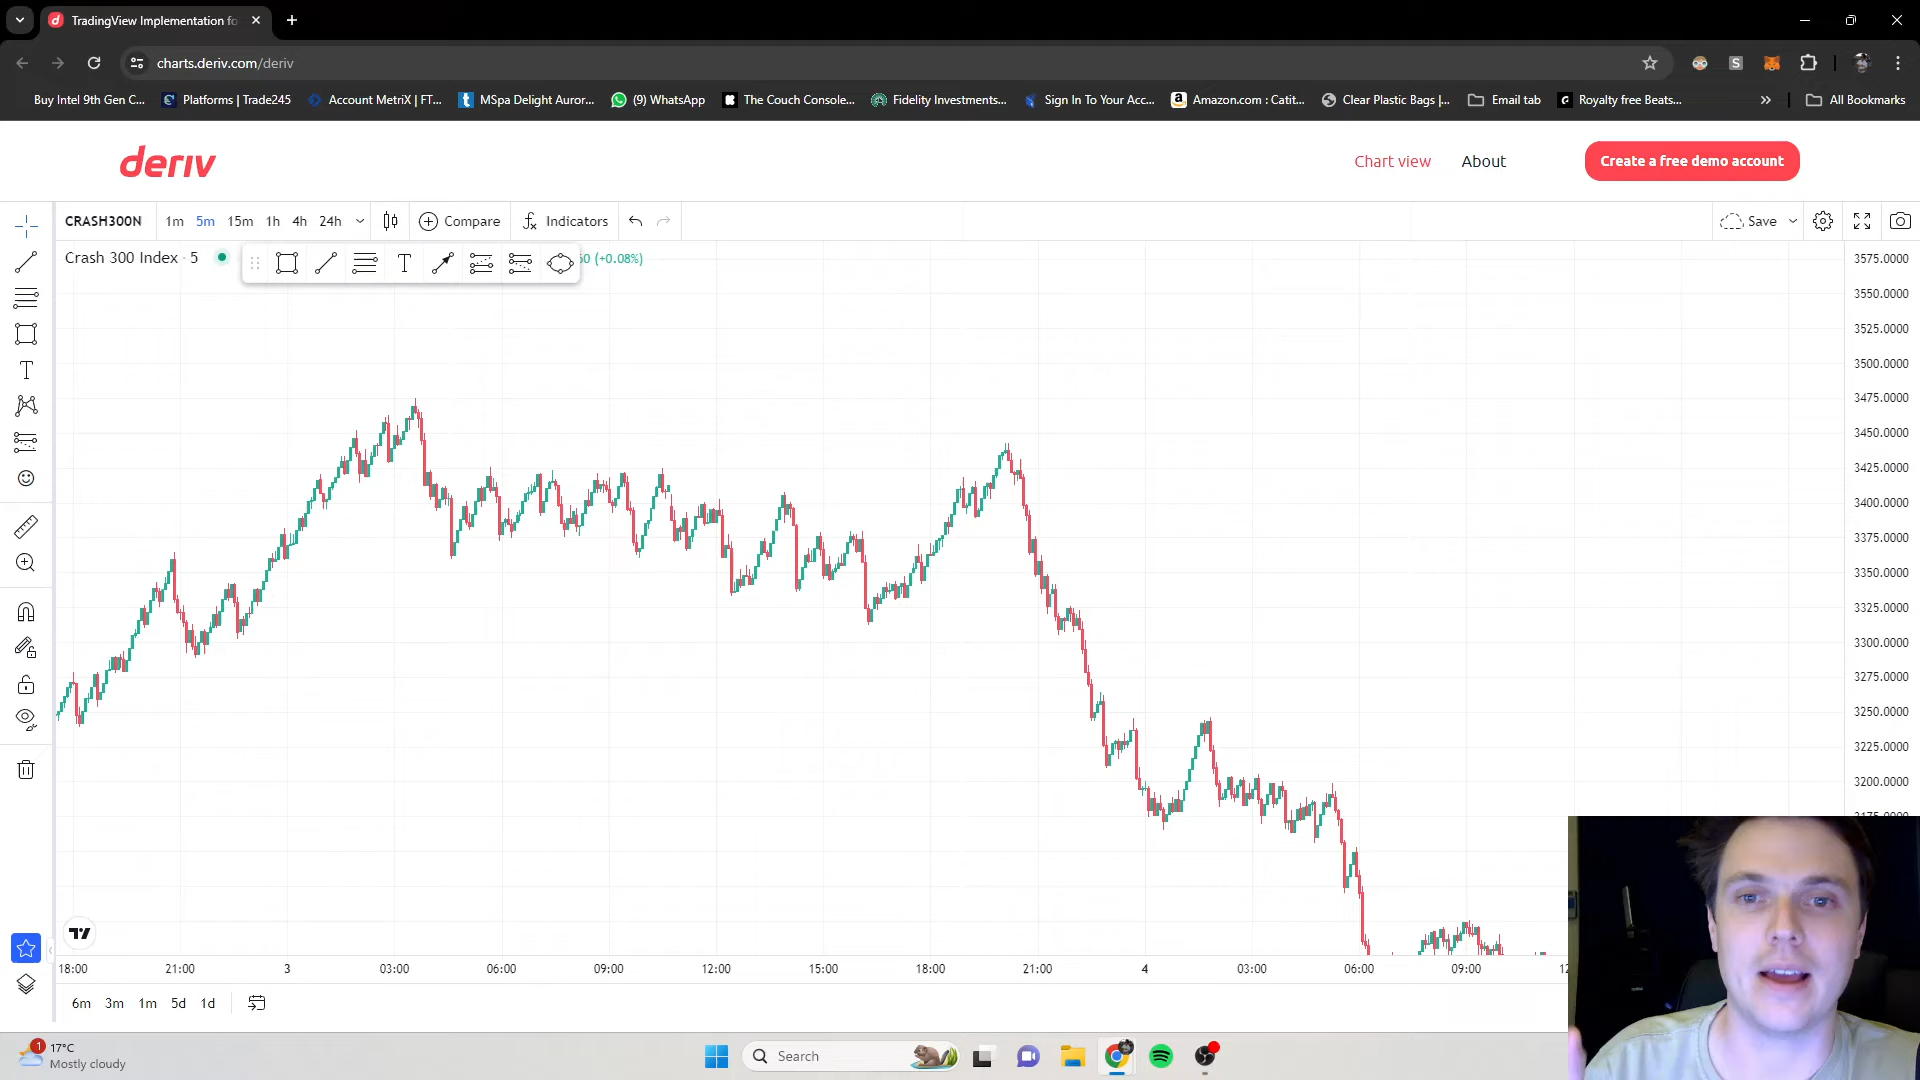 TradingView Implementation fo
charts.deriv.com/deriv
Buy Intel 9th Gen C... Platforms | Trade245 Account MetriX | FT... MSpa Delight Auror... (9) WhatsApp The Couch Console... Fidelity Investments... Sign In To Your Acc... Amazon.com : Catit... Clear Plastic Bags |... Email tab Royalty free Beats... » All Bookmarks
deriv Chart view About Create a free demo account
CRASH300N 1m 5m 15m 1h 4h 24h Compare Indicators Save
Crash 300 Index · 5 60 (+0.08%)
3575.0000
3550.0000
3525.0000
3500.0000
3475.0000
3450.0000
3425.0000
3400.0000
3375.0000
3350.0000
3325.0000
3300.0000
3275.0000
3250.0000
3225.0000
3200.0000
18:00 21:00 3 03:00 06:00 09:00 12:00 15:00 18:00 21:00 4 03:00 06:00 09:00
6m 3m 1m 5d 1d
1 17°C
Mostly cloudy
Search